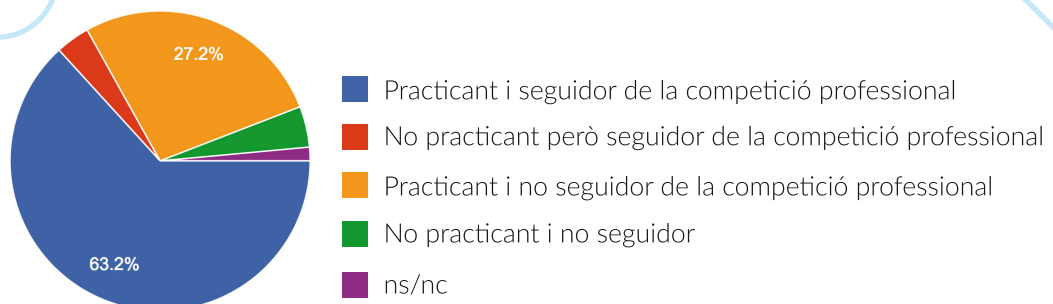 27.2%
63.2%
Practicant i seguidor de la competició professional
No practicant però seguidor de la competició professional
Practicant i no seguidor de la competició professional
No practicant i no seguidor
ns/nc